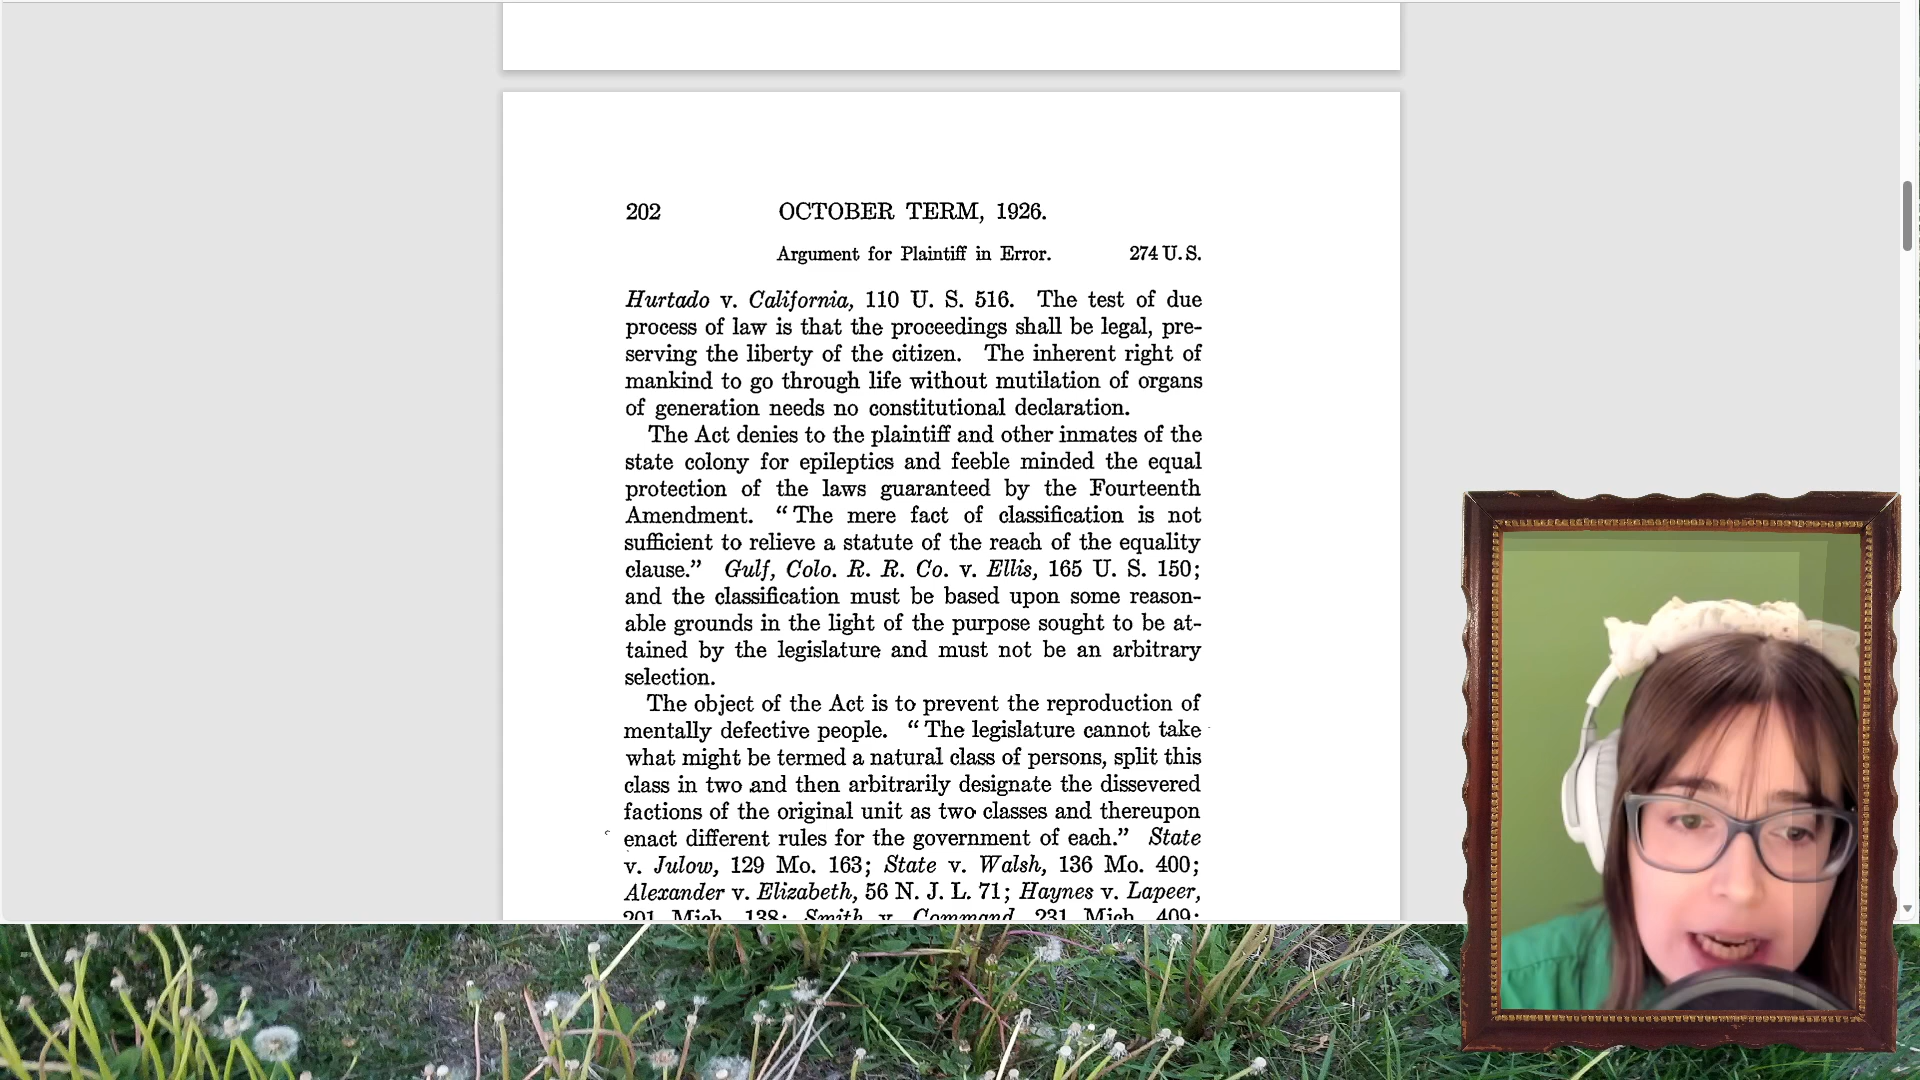 202 OCTOBER TERM, 1926.
Argument for Plaintiff in Error. 274 U.S.
Hurtado v. California, 110 U. S. 516. The test of due
process of law is that the proceedings shall be legal, pre-
serving the liberty of the citizen. The inherent right of
mankind to go through life without mutilation of organs
of generation needs no constitutional declaration.
The Act denies to the plaintiff and other inmates of the
state colony for epileptics and feeble minded the equal
protection of the laws guaranteed by the Fourteenth
Amendment. “The mere fact of classification is not
sufficient to relieve a statute of the reach of the equality
clause.” Gulf, Colo. R. R. Co. v. Ellis, 165 U. S. 150;
and the classification must be based upon some reason-
able grounds in the light of the purpose sought to be at-
tained by the legislature and must not be an arbitrary
selection.
The object of the Act is to prevent the reproduction of
mentally defective people. “The legislature cannot take
what might be termed a natural class of persons, split this
class in two and then arbitrarily designate the dissevered
factions of the original unit as two classes and thereupon
enact different rules for the government of each.” State
v. Julow, 129 Mo. 163; State v. Walsh, 136 Mo. 400;
Alexander v. Elizabeth, 56 N. J. L. 71; Haynes v. Lapeer,
201 Mich. 138; Smith v. Command, 231 Mich. 409;